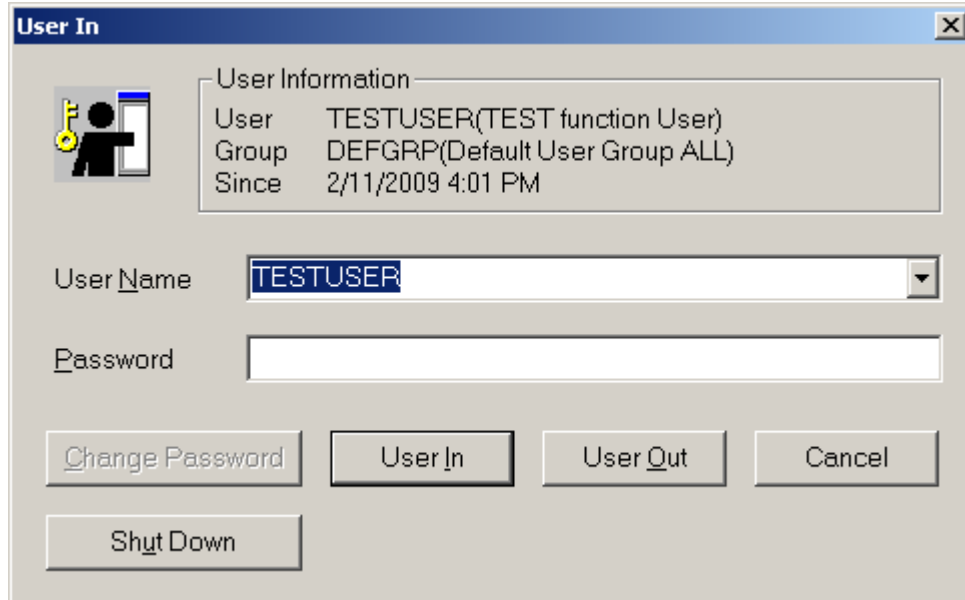 User In
User Information
User TESTUSER(TEST function User)
Group DEFGRP(Default User Group ALL)
Since 2/11/2009 4:01 PM
User Name TESTUSER
Password
Change Password User In User Out Cancel
Shut Down